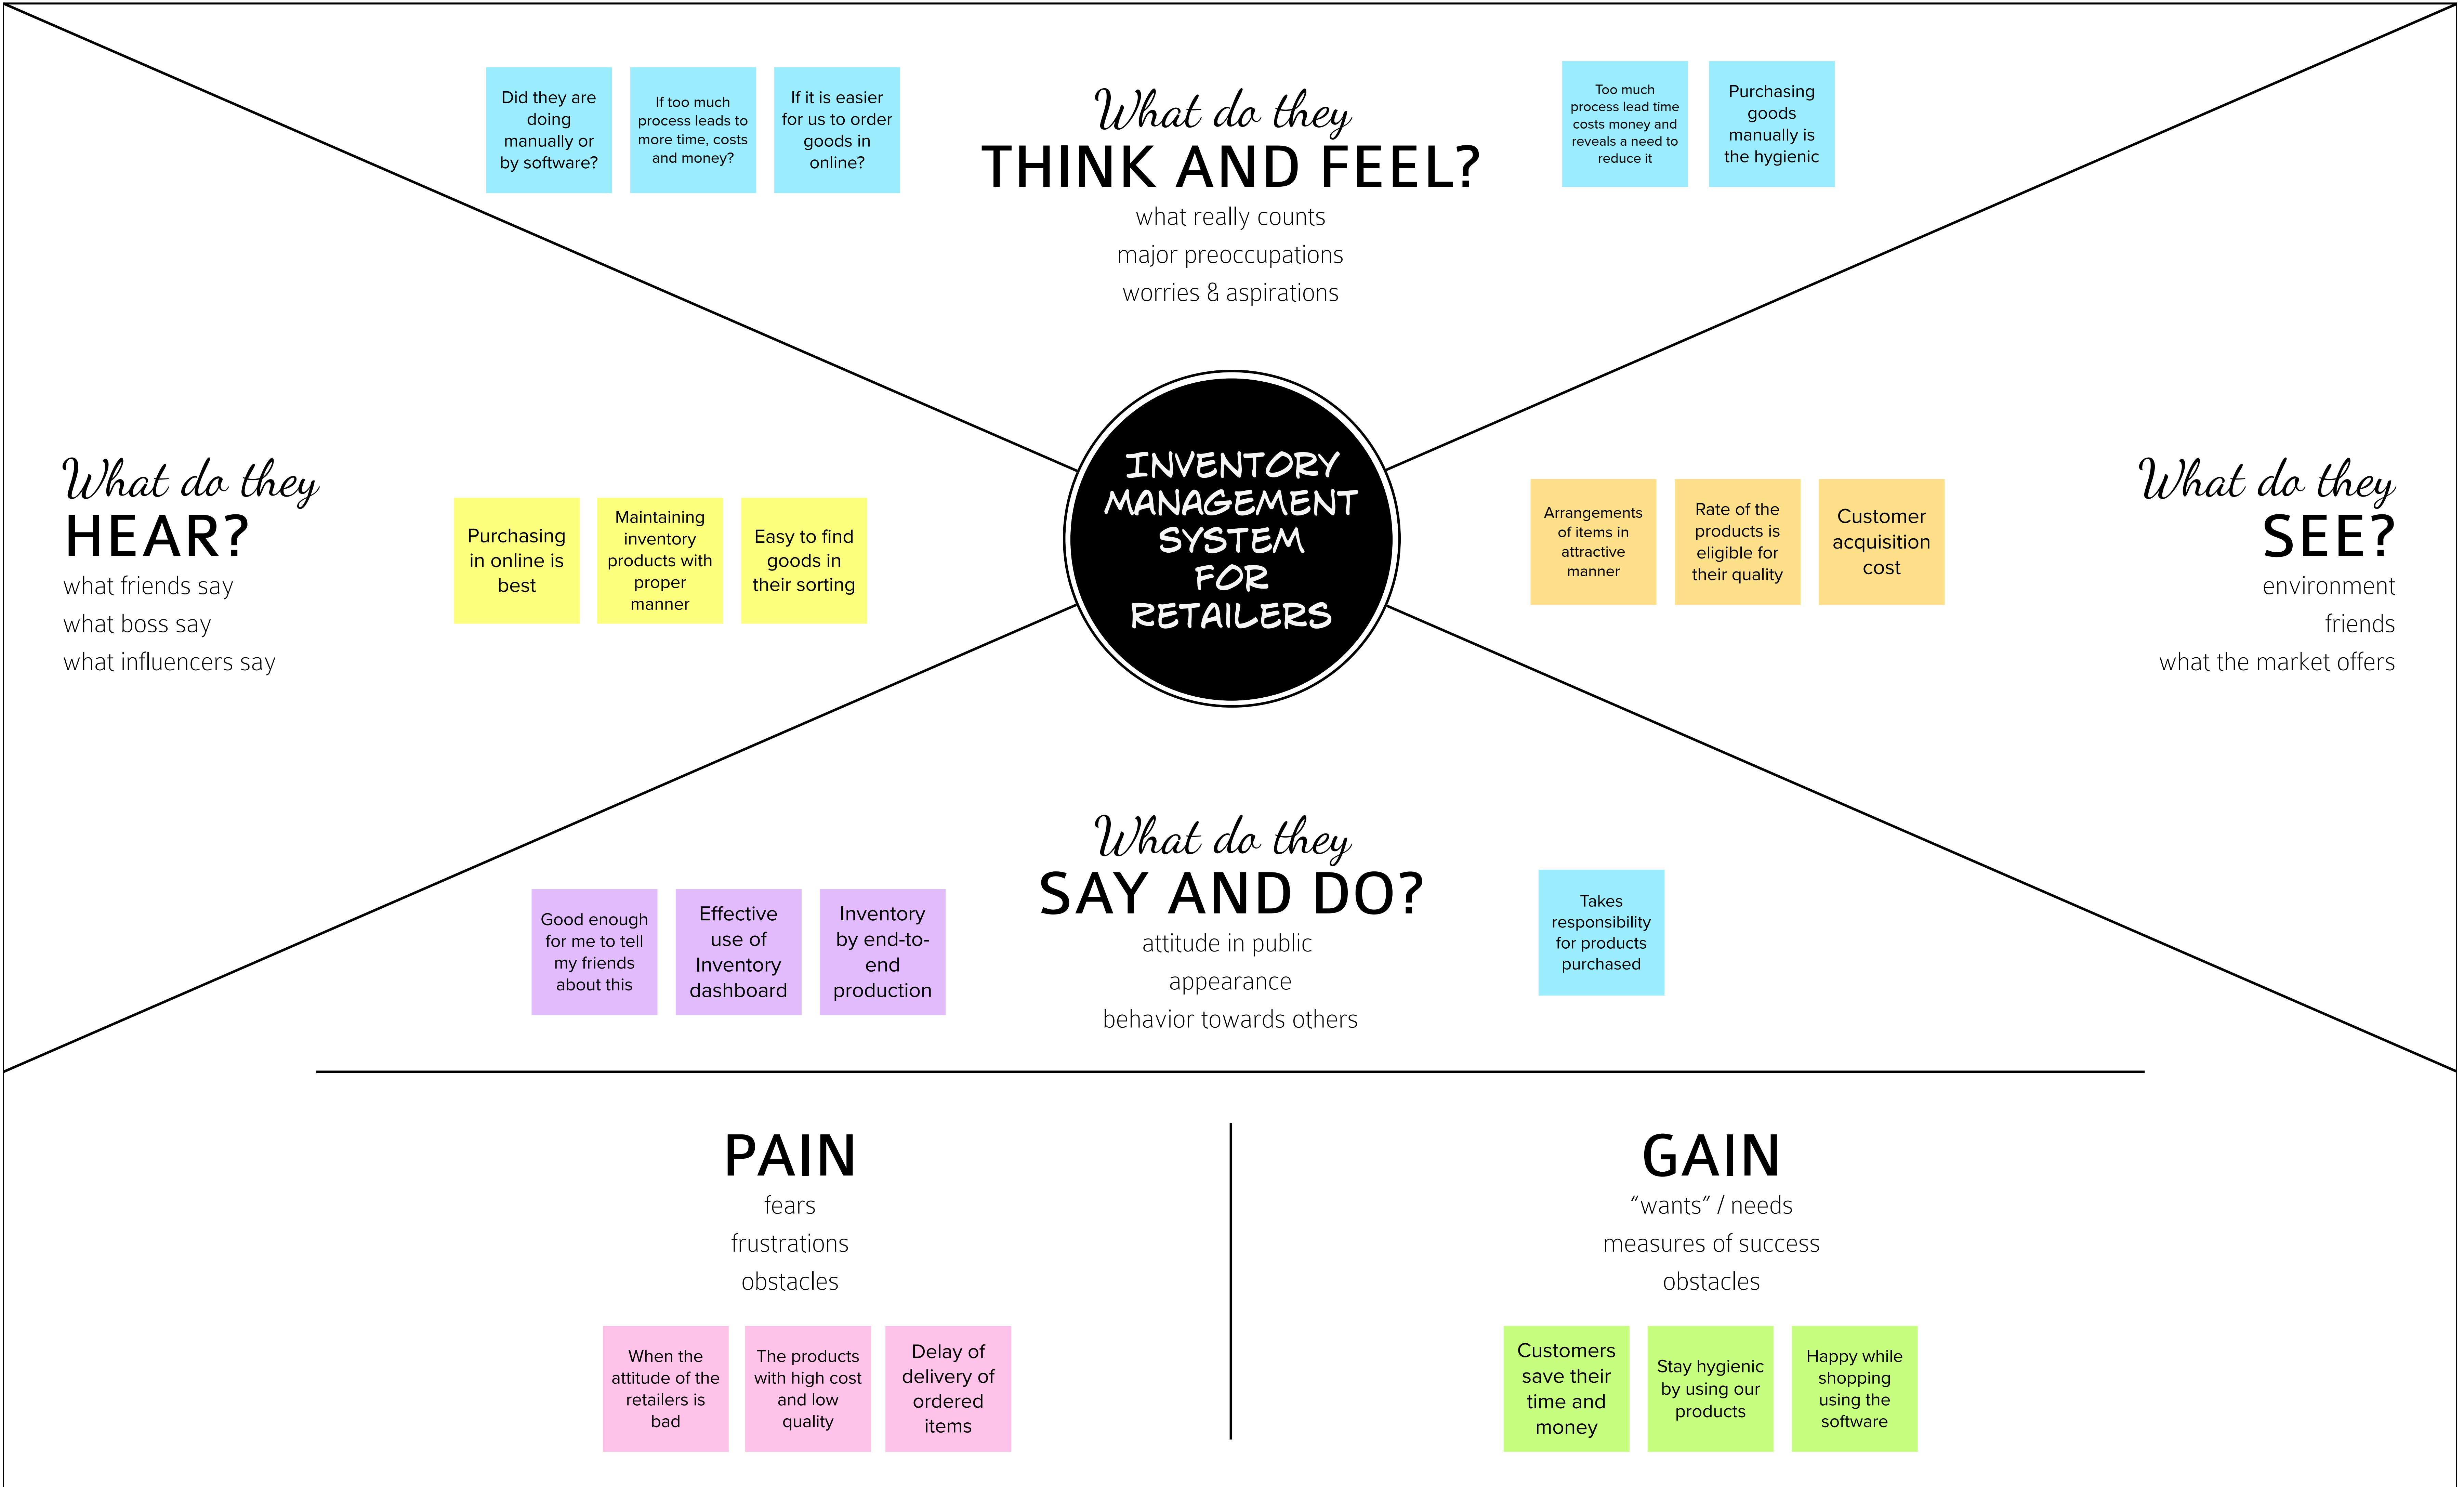 Did they are
doing
manually or
by software?
If too much
process leads to
more time, costs
and money?
If it is easier
for us to order
goods in
online?
What do they
THINK AND FEEL?
what really counts
major preoccupations
worries & aspirations
Too much
process lead time
costs money and
reveals a need to
reduce it
Purchasing
goods
manually is
the hygienic
What do they
HEAR?
what friends say
what boss say
what influencers say
Purchasing
in online is
best
Maintaining
inventory
products with
proper
manner
Easy to find
goods in
their sorting
INVENTORY
MANAGEMENT
SYSTEM
FOR
RETAILERS
Arrangements
of items in
attractive
manner
Rate of the
products is
eligible for
their quality
Customer
acquisition
cost
What do they
SEE?
environment
friends
what the market offers
Good enough
for me to tell
my friends
about this
Effective
use of
Inventory
dashboard
Inventory
by end-to-
end
production
What do they
SAY AND DO?
attitude in public
appearance
behavior towards others
Takes
responsibility
for products
purchased
PAIN
fears
frustrations
obstacles
When the
attitude of the
retailers is
bad
The products
with high cost
and low
quality
Delay of
delivery of
ordered
items
GAIN
“wants” / needs
measures of success
obstacles
Customers
save their
time and
money
Stay hygienic
by using our
products
Happy while
shopping
using the
software